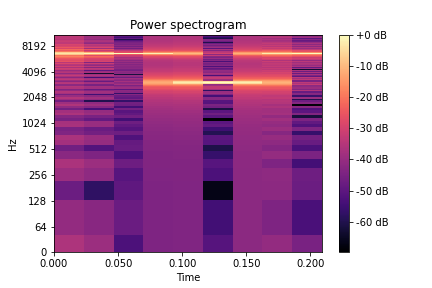 Power spectrogram
8192
4096
2048
1024
512
256
128
64
0
Hz
0.000 0.050 0.100 0.150 0.200
Time
+0 dB
-10 dB
-20 dB
-30 dB
-40 dB
-50 dB
-60 dB